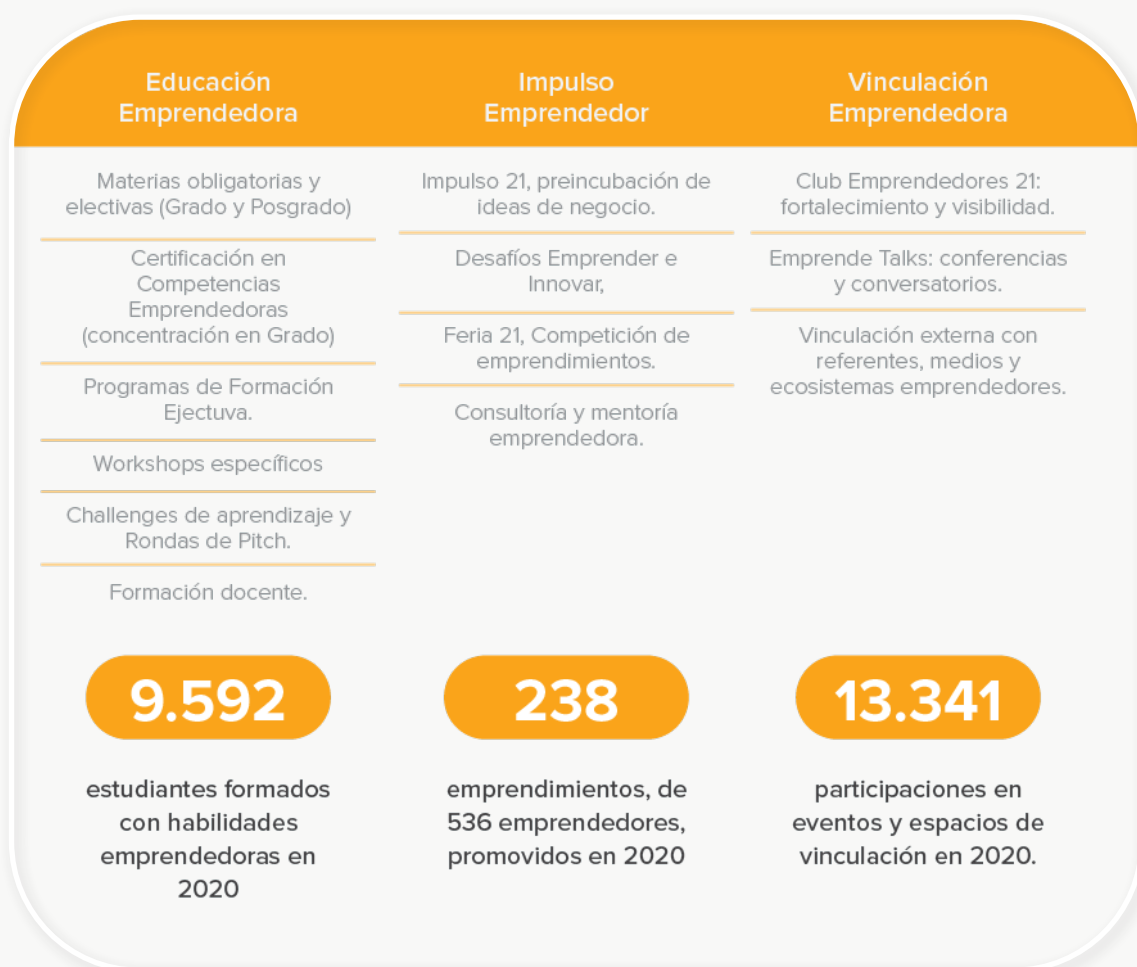 Educación
Emprendedora
Materias obligatorias y
electivas (Grado y Posgrado)
Certificación en
Competencias
Emprendedoras
(concentración en Grado)
Programas de Formación
Ejectuva.
Workshops específicos
Challenges de aprendizaje y
Rondas de Pitch.
Formación docente.
9.592
estudiantes formados
con habilidades
emprendedoras en
2020
Impulso
Emprendedor
Impulso 21, preincubación de
ideas de negocio.
Desafíos Emprender e
Innovar,
Feria 21, Competición de
emprendimientos.
Consultoría y mentoría
emprendedora.
238
emprendimientos, de
536 emprendedores,
promovidos en 2020
Vinculación
Emprendedora
Club Emprendedores 21:
fortalecimiento y visibilidad.
Emprende Talks: conferencias
y conversatorios.
Vinculación externa con
referentes, medios y
ecosistemas emprendedores.
13.341
participaciones en
eventos y espacios de
vinculación en 2020.